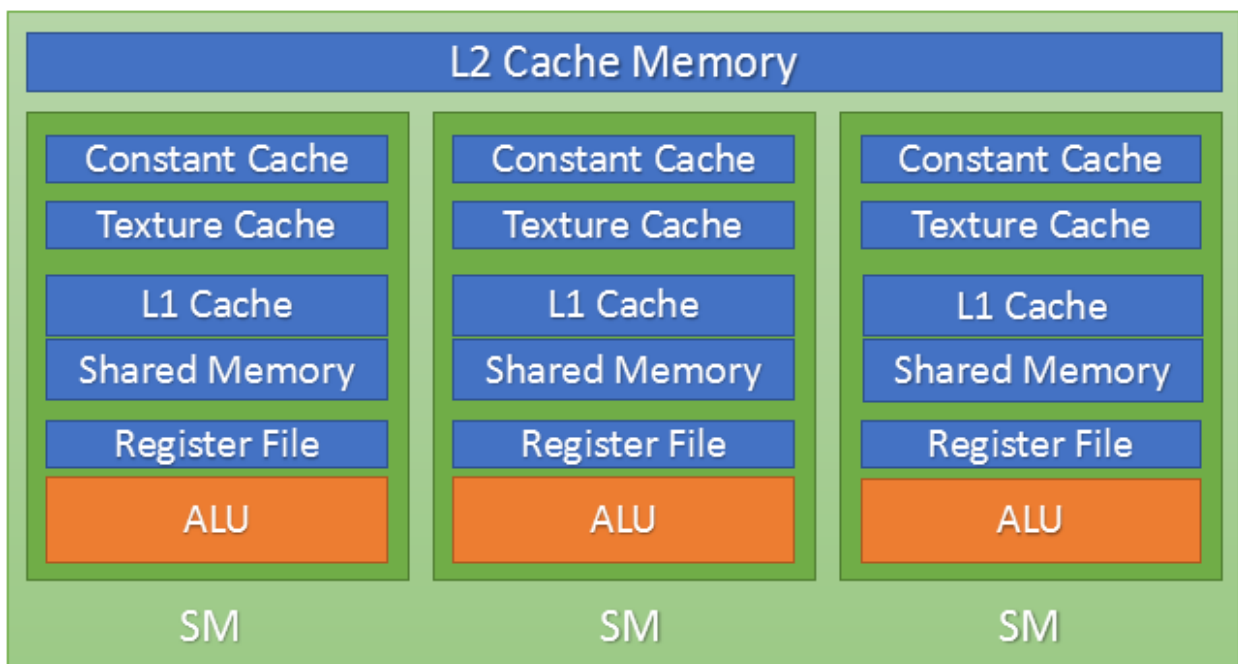 L2 Cache Memory
Constant Cache
Texture Cache
L1 Cache
Shared Memory
Register File
ALU
SM
Constant Cache
Texture Cache
L1 Cache
Shared Memory
Register File
ALU
SM
Constant Cache
Texture Cache
L1 Cache
Shared Memory
Register File
ALU
SM